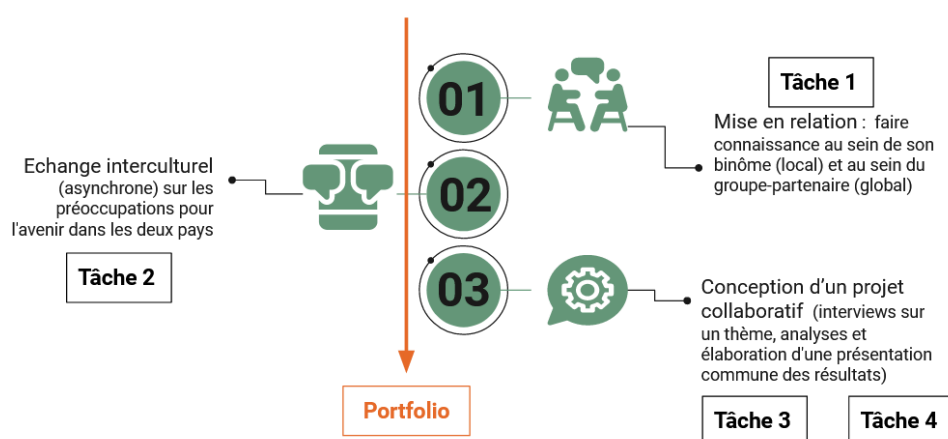 01
Tâche 1
Mise en relation : faire
connaissance au sein de son
binôme (local) et au sein du
groupe-partenaire (global)
Echange interculturel
(asynchrone) sur les
préoccupations pour
l'avenir dans les deux pays
Tâche 2
02
03
Conception d'un projet
collaboratif (interviews sur
un thème, analyses et
élaboration d'une présentation
commune des résultats)
Tâche 3
Tâche 4
Portfolio